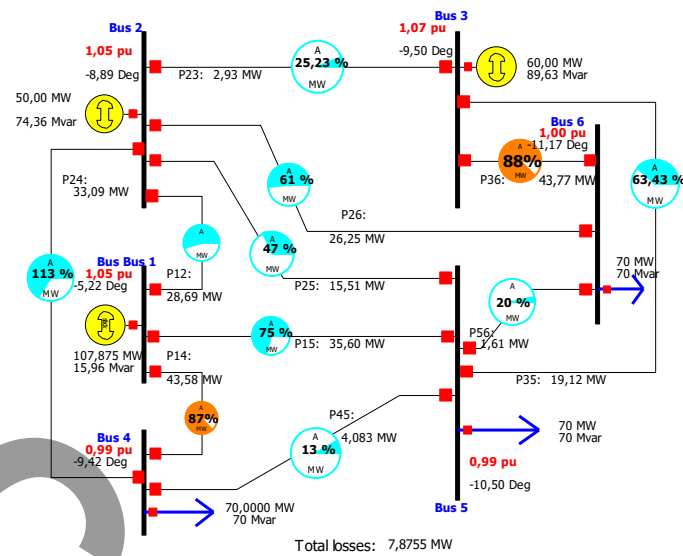 Bus 2
1,05 pu
-8,89 Deg
A
25,23 %
MW
P23: 2,93 MW
Bus 3
1,07 pu
-9,50 Deg
60,00 MW
89,63 Mvar
50,00 MW
74,36 Mvar
Bus 6
1,00 pu
-11,17 Deg
A
88%
MW
P36: 43,77 MW
A
63,43 %
MW
P24:
33,09 MW
A
61 %
MW
P26:
26,25 MW
A
47 %
MW
P25: 15,51 MW
A
MW
A
113 %
MW
Bus Bus 1
1,05 pu
-5,22 Deg
P12:
28,69 MW
70 MW
70 Mvar
A
20 %
MW
P56:
1,61 MW
A
75 %
MW
P15: 35,60 MW
107,875 MW
15,96 Mvar
P14:
43,58 MW
P35: 19,12 MW
A
87%
MW
P45:
4,083 MW
Bus 4
0,99 pu
-9,42 Deg
A
13 %
MW
70 MW
70 Mvar
0,99 pu
-10,50 Deg
Bus 5
70,0000 MW
70 Mvar
Total losses: 7,8755 MW